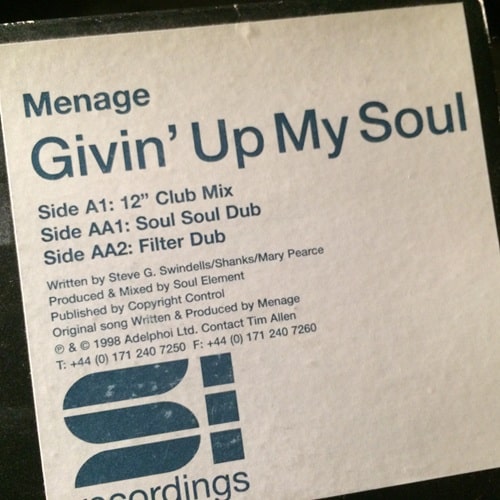 Menage
Givin' Up My Soul
Side A1: 12" Club Mix
Side AA1: Soul Soul Dub
Side AA2: Filter Dub
Written by Steve G. Swindells/Shanks/Mary Pearce
Produced & Mixed by Soul Element
Published by Copyright Control
Original song Written & Produced by Menage
℗ & © 1998 Adelphoi Ltd. Contact Tim Allen
T: +44 (0) 171 240 7250 F: +44 (0) 171 240 7260
S!
recordings